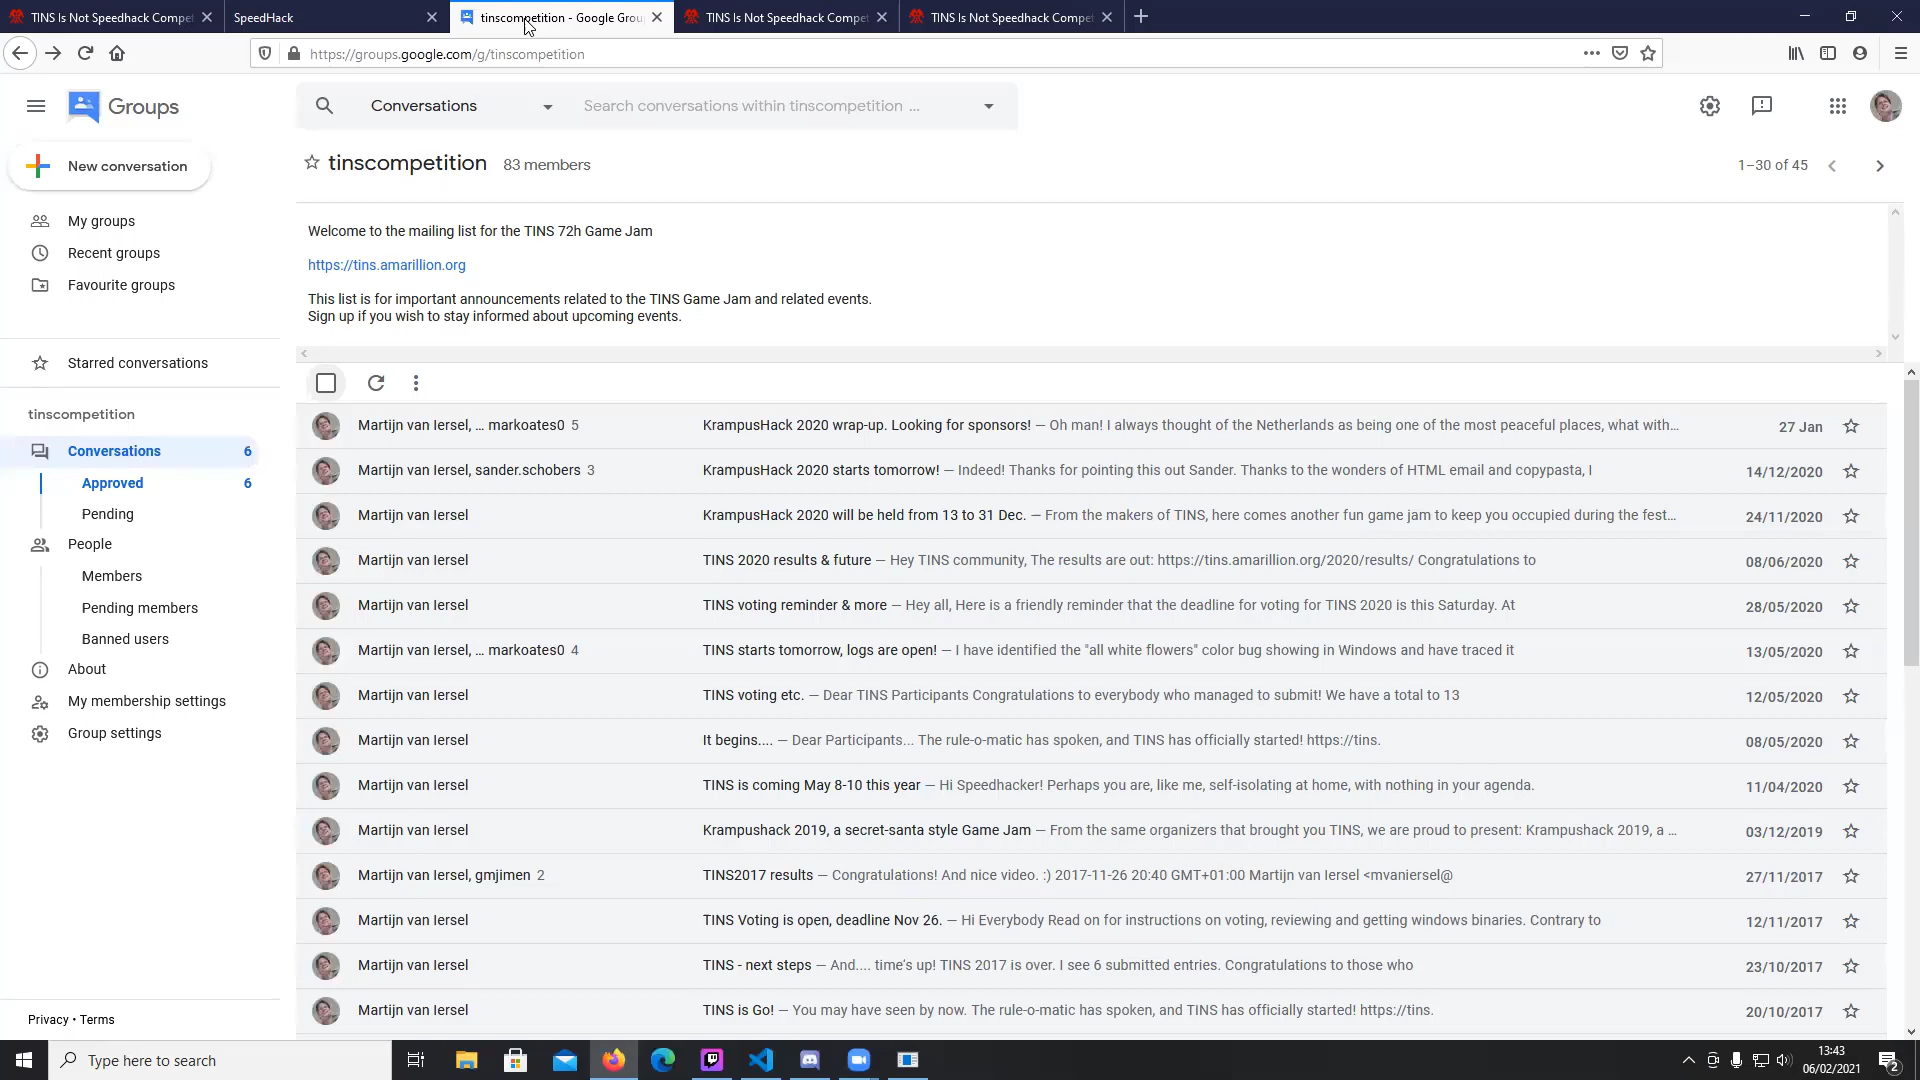 TINS Is Not Speedhack Compet
SpeedHack
tinscompetition - Google Grou
TINS Is Not Speedhack Compet
TINS Is Not Speedhack Compet
https://groups.google.com/g/tinscompetition
Groups
Conversations
Search conversations within tinscompetition ...
New conversation
tinscompetition 83 members
1–30 of 45
My groups
Recent groups
Favourite groups
Welcome to the mailing list for the TINS 72h Game Jam
https://tins.amarillion.org
This list is for important announcements related to the TINS Game Jam and related events.
Sign up if you wish to stay informed about upcoming events.
Starred conversations
tinscompetition
Conversations 6
Approved 6
Pending
People
Members
Pending members
Banned users
About
My membership settings
Group settings
Martijn van Iersel, ... markoates0 5 KrampusHack 2020 wrap-up. Looking for sponsors! — Oh man! I always thought of the Netherlands as being one of the most peaceful places, what with... 27 Jan
Martijn van Iersel, sander.schobers 3 KrampusHack 2020 starts tomorrow! — Indeed! Thanks for pointing this out Sander. Thanks to the wonders of HTML email and copypasta, I 14/12/2020
Martijn van Iersel KrampusHack 2020 will be held from 13 to 31 Dec. — From the makers of TINS, here comes another fun game jam to keep you occupied during the fest... 24/11/2020
Martijn van Iersel TINS 2020 results & future — Hey TINS community, The results are out: https://tins.amarillion.org/2020/results/ Congratulations to 08/06/2020
Martijn van Iersel TINS voting reminder & more — Hey all, Here is a friendly reminder that the deadline for voting for TINS 2020 is this Saturday. At 28/05/2020
Martijn van Iersel, ... markoates0 4 TINS starts tomorrow, logs are open! — I have identified the "all white flowers" color bug showing in Windows and have traced it 13/05/2020
Martijn van Iersel TINS voting etc. — Dear TINS Participants Congratulations to everybody who managed to submit! We have a total to 13 12/05/2020
Martijn van Iersel It begins.... — Dear Participants... The rule-o-matic has spoken, and TINS has officially started! https://tins. 08/05/2020
Martijn van Iersel TINS is coming May 8-10 this year — Hi Speedhacker! Perhaps you are, like me, self-isolating at home, with nothing in your agenda. 11/04/2020
Martijn van Iersel Krampushack 2019, a secret-santa style Game Jam — From the same organizers that brought you TINS, we are proud to present: Krampushack 2019, a ... 03/12/2019
Martijn van Iersel, gmjimen 2 TINS2017 results — Congratulations! And nice video. :) 2017-11-26 20:40 GMT+01:00 Martijn van Iersel <mvaniersel@ 27/11/2017
Martijn van Iersel TINS Voting is open, deadline Nov 26. — Hi Everybody Read on for instructions on voting, reviewing and getting windows binaries. Contrary to 12/11/2017
Martijn van Iersel TINS - next steps — And.... time's up! TINS 2017 is over. I see 6 submitted entries. Congratulations to those who 23/10/2017
Martijn van Iersel TINS is Go! — You may have seen by now. The rule-o-matic has spoken, and TINS has officially started! https://tins. 20/10/2017
Privacy • Terms
Type here to search
13:43
06/02/2021
2